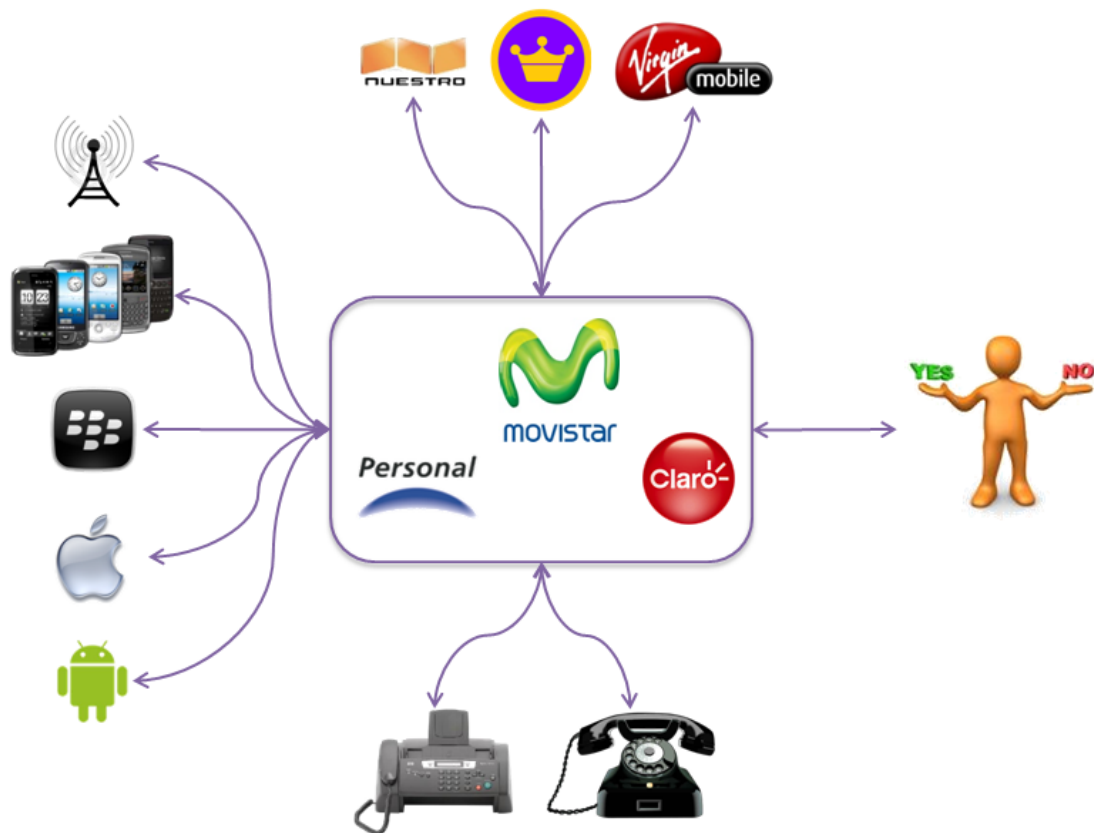 NUESTRO
Virgin
mobile
movistar
Personal
Claro
YES
NO